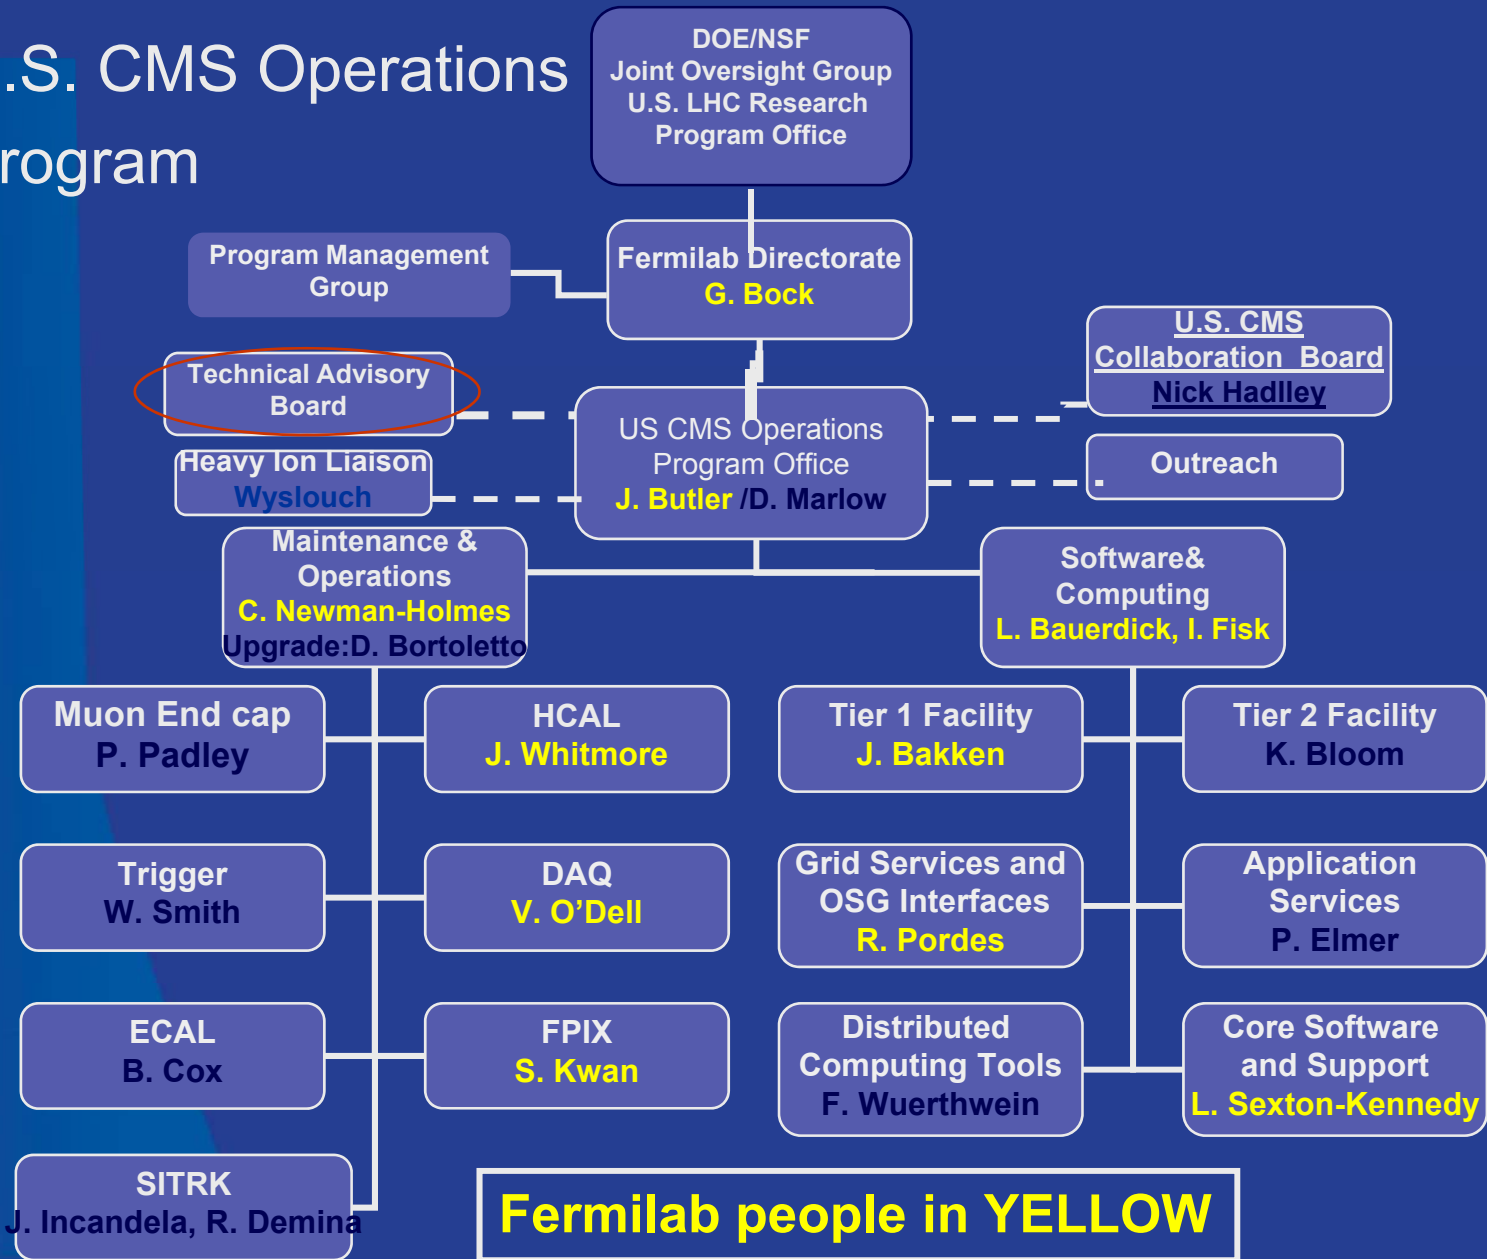 .S. CMS Operations
rogram
DOE/NSF
Joint Oversight Group
U.S. LHC Research
Program Office
Program Management
Group
Fermilab Directorate
G. Bock
U.S. CMS
Collaboration Board
Nick Hadlley
Technical Advisory
Board
US CMS Operations
Program Office
J. Butler /D. Marlow
Outreach
Heavy Ion Liaison
Wyslouch
Maintenance &
Operations
C. Newman-Holmes
Upgrade:D. Bortoletto
Software&
Computing
L. Bauerdick, I. Fisk
Muon End cap
P. Padley
HCAL
J. Whitmore
Tier 1 Facility
J. Bakken
Tier 2 Facility
K. Bloom
Trigger
W. Smith
DAQ
V. O’Dell
Grid Services and
OSG Interfaces
R. Pordes
Application
Services
P. Elmer
ECAL
B. Cox
FPIX
S. Kwan
Distributed
Computing Tools
F. Wuerthwein
Core Software
and Support
L. Sexton-Kennedy
SITRK
J. Incandela, R. Demina
Fermilab people in YELLOW